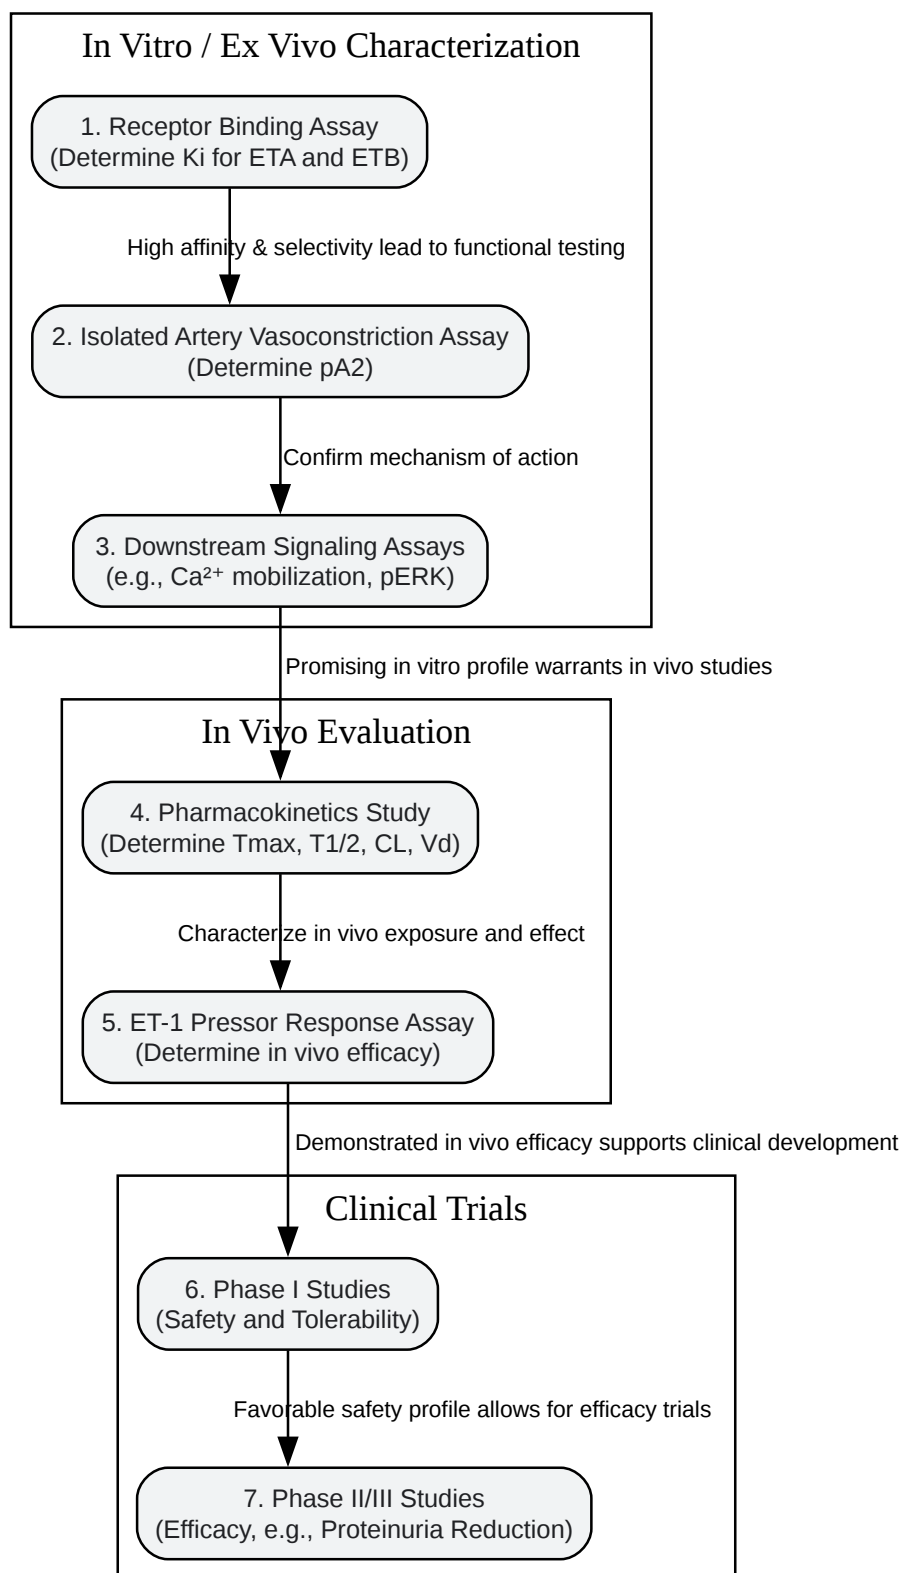 In Vitro / Ex Vivo Characterization
1. Receptor Binding Assay
(Determine Ki for ETA and ETB)
High affinity & selectivity lead to functional testing
2. Isolated Artery Vasoconstriction Assay
(Determine pA2)
Confirm mechanism of action
3. Downstream Signaling Assays
(e.g., Ca²⁺ mobilization, pERK)
Promising in vitro profile warrants in vivo studies
In Vivo Evaluation
4. Pharmacokinetics Study
(Determine Tmax, T1/2, CL, Vd)
Characterize in vivo exposure and effect
5. ET-1 Pressor Response Assay
(Determine in vivo efficacy)
Demonstrated in vivo efficacy supports clinical development
Clinical Trials
6. Phase I Studies
(Safety and Tolerability)
Favorable safety profile allows for efficacy trials
7. Phase II/III Studies
(Efficacy, e.g., Proteinuria Reduction)